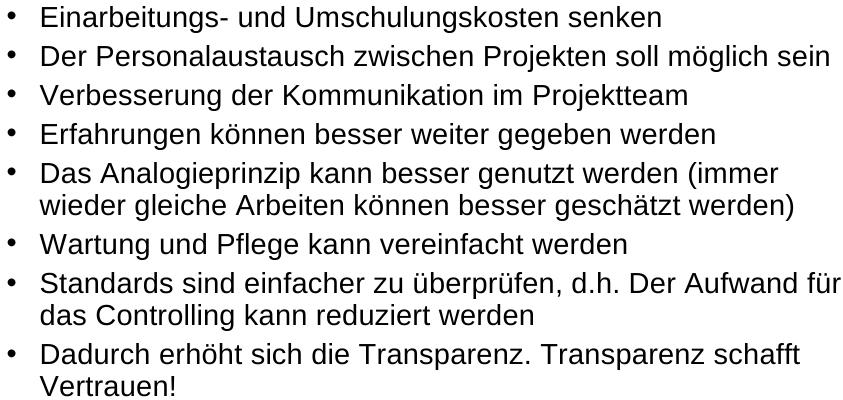 • Einarbeitungs- und Umschulungskosten senken
• Der Personalaustausch zwischen Projekten soll möglich sein
• Verbesserung der Kommunikation im Projektteam
• Erfahrungen können besser weiter gegeben werden
• Das Analogieprinzip kann besser genutzt werden (immer
wieder gleiche Arbeiten können besser geschätzt werden)
• Wartung und Pflege kann vereinfacht werden
• Standards sind einfacher zu überprüfen, d.h. Der Aufwand für
das Controlling kann reduziert werden
• Dadurch erhöht sich die Transparenz. Transparenz schafft
Vertrauen!